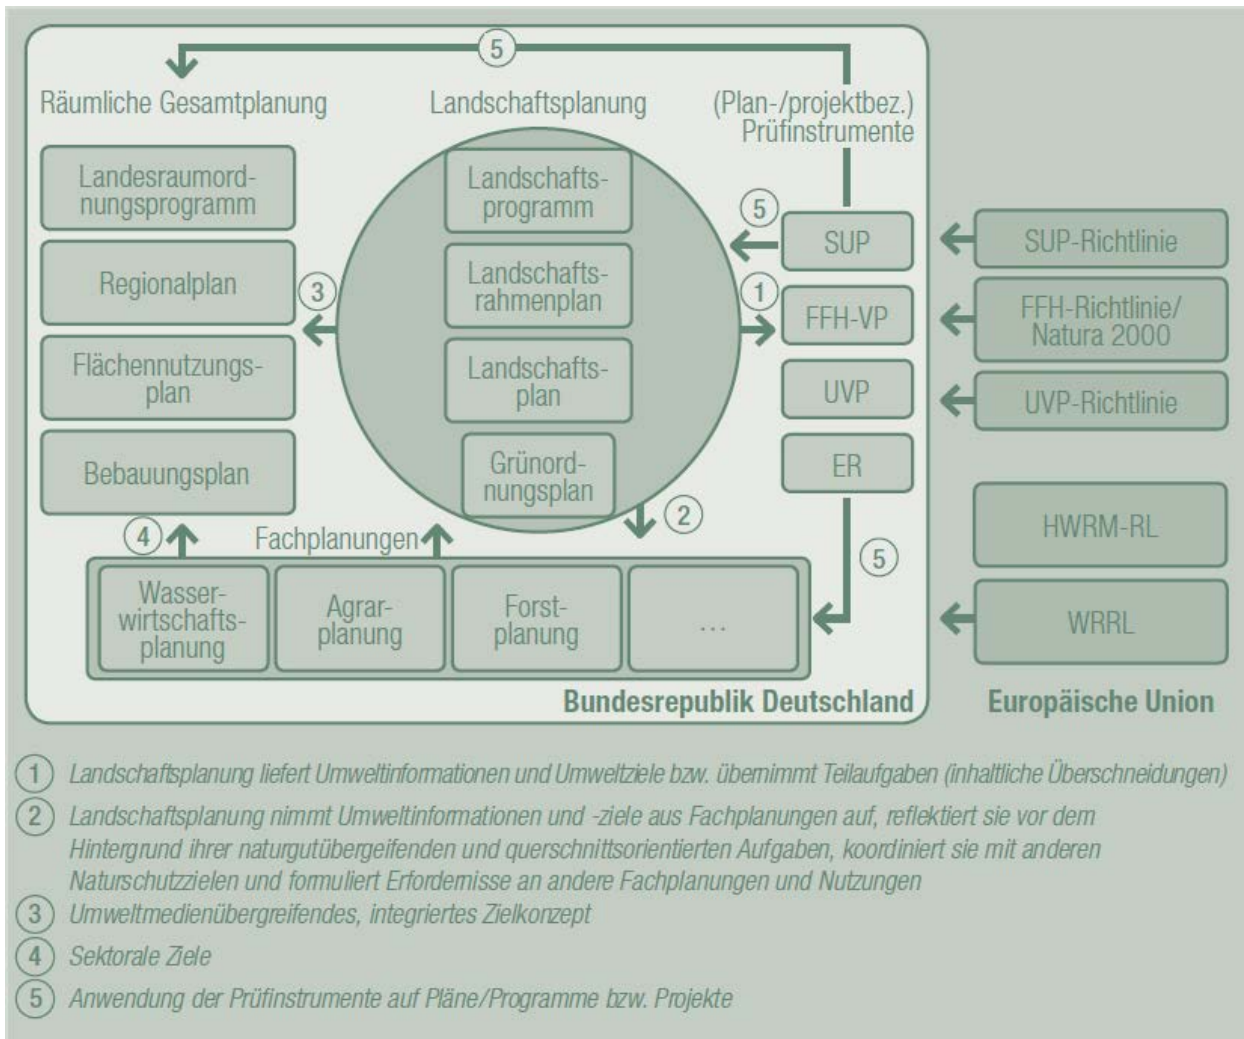 5
Räumliche Gesamtplanung
Landschaftsplanung
(Plan-/projektbez.)
Prüfinstrumente
Landesraumord-
nungsprogramm
Regionalplan
Flächennutzungs-
plan
Bebauungsplan
3
Landschafts-
programm
Landschafts-
rahmenplan
Landschafts-
plan
Grünord-
nungsplan
5
1
2
SUP
FFH-VP
UVP
ER
5
SUP-Richtlinie
FFH-Richtlinie/
Natura 2000
UVP-Richtlinie
HWRM-RL
WRRL
4
Fachplanungen
Wasser-
wirtschafts-
planung
Agrar-
planung
Forst-
planung
...
Bundesrepublik Deutschland
Europäische Union
1 Landschaftsplanung liefert Umweltinformationen und Umweltziele bzw. übernimmt Teilaufgaben (inhaltliche Überschneidungen)
2 Landschaftsplanung nimmt Umweltinformationen und -ziele aus Fachplanungen auf, reflektiert sie vor dem
Hintergrund ihrer naturgutübergeifenden und querschnittsorientierten Aufgaben, koordiniert sie mit anderen
Naturschutzzielen und formuliert Erfordernisse an andere Fachplanungen und Nutzungen
3 Umweltmedienübergreifendes, integriertes Zielkonzept
4 Sektorale Ziele
5 Anwendung der Prüfinstrumente auf Pläne/Programme bzw. Projekte